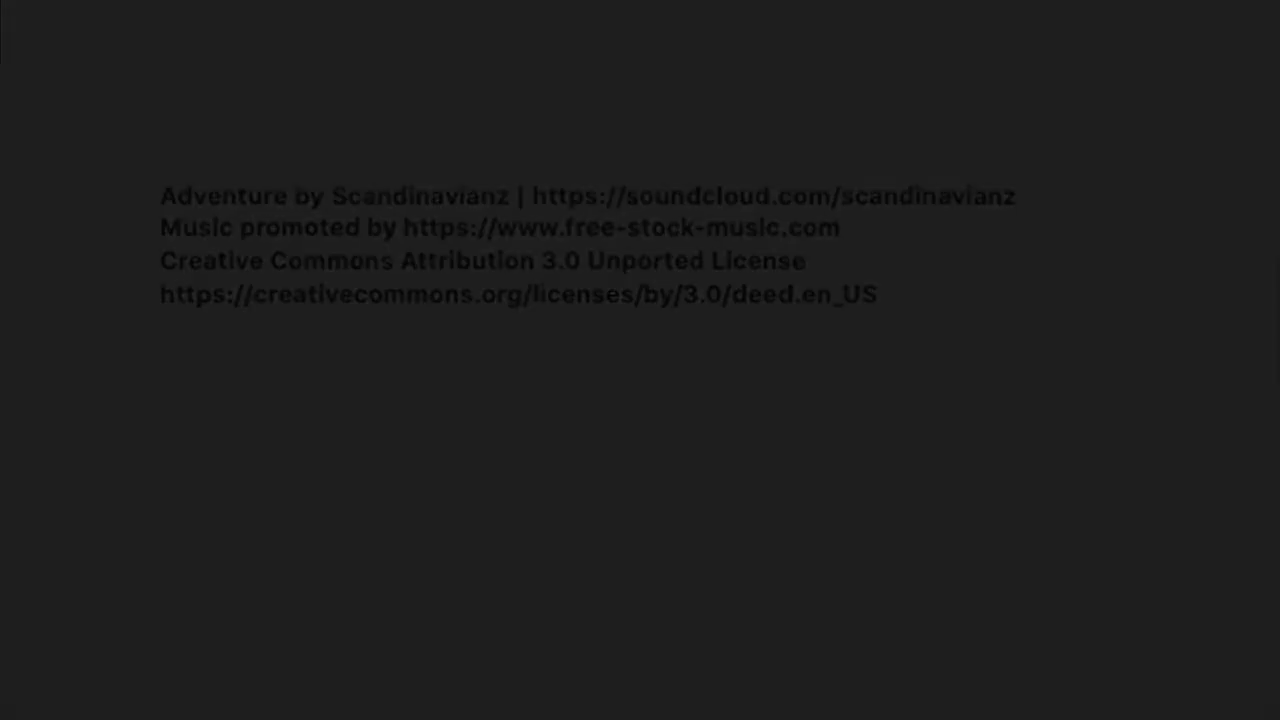 Adventure by Scandinavianz | https://soundcloud.com/scandinavianz
Music promoted by https://www.free-stock-music.com
Creative Commons Attribution 3.0 Unported License
https://creativecommons.org/licenses/by/3.0/deed.en_US